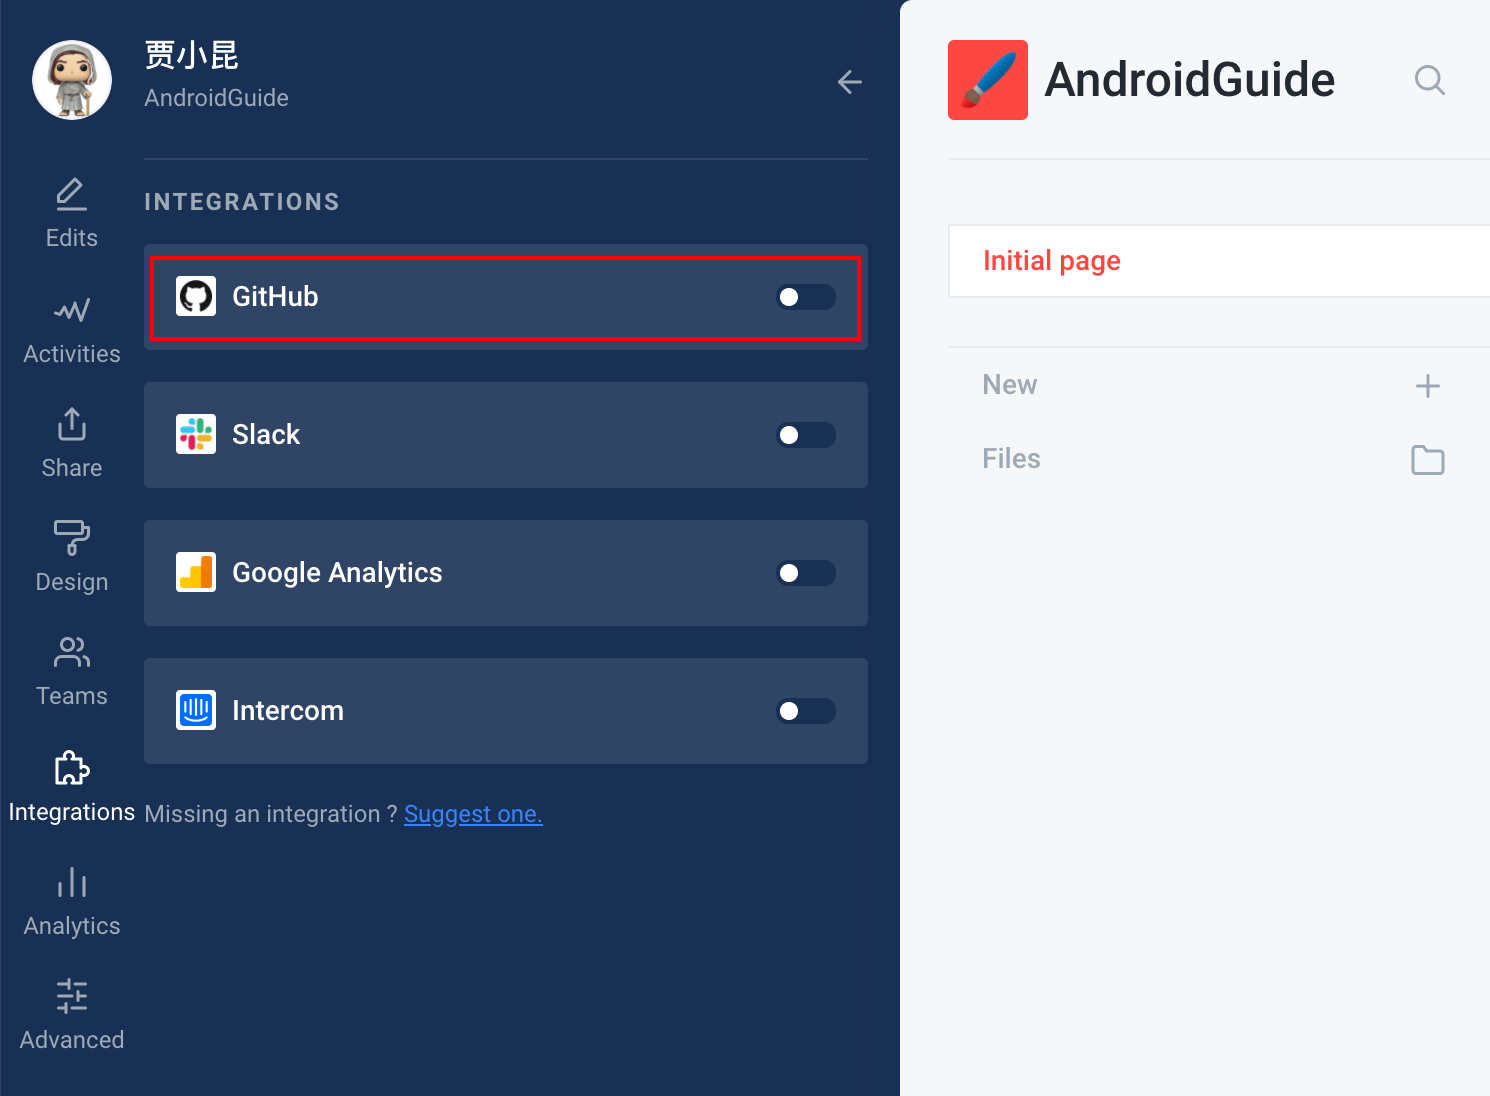 贾小昆
AndroidGuide
Edits
Activities
Share
Design
Teams
Integrations
Analytics
Advanced
INTEGRATIONS
GitHub
Slack
Google Analytics
Intercom
Missing an integration ? Suggest one.
AndroidGuide
Initial page
New
Files